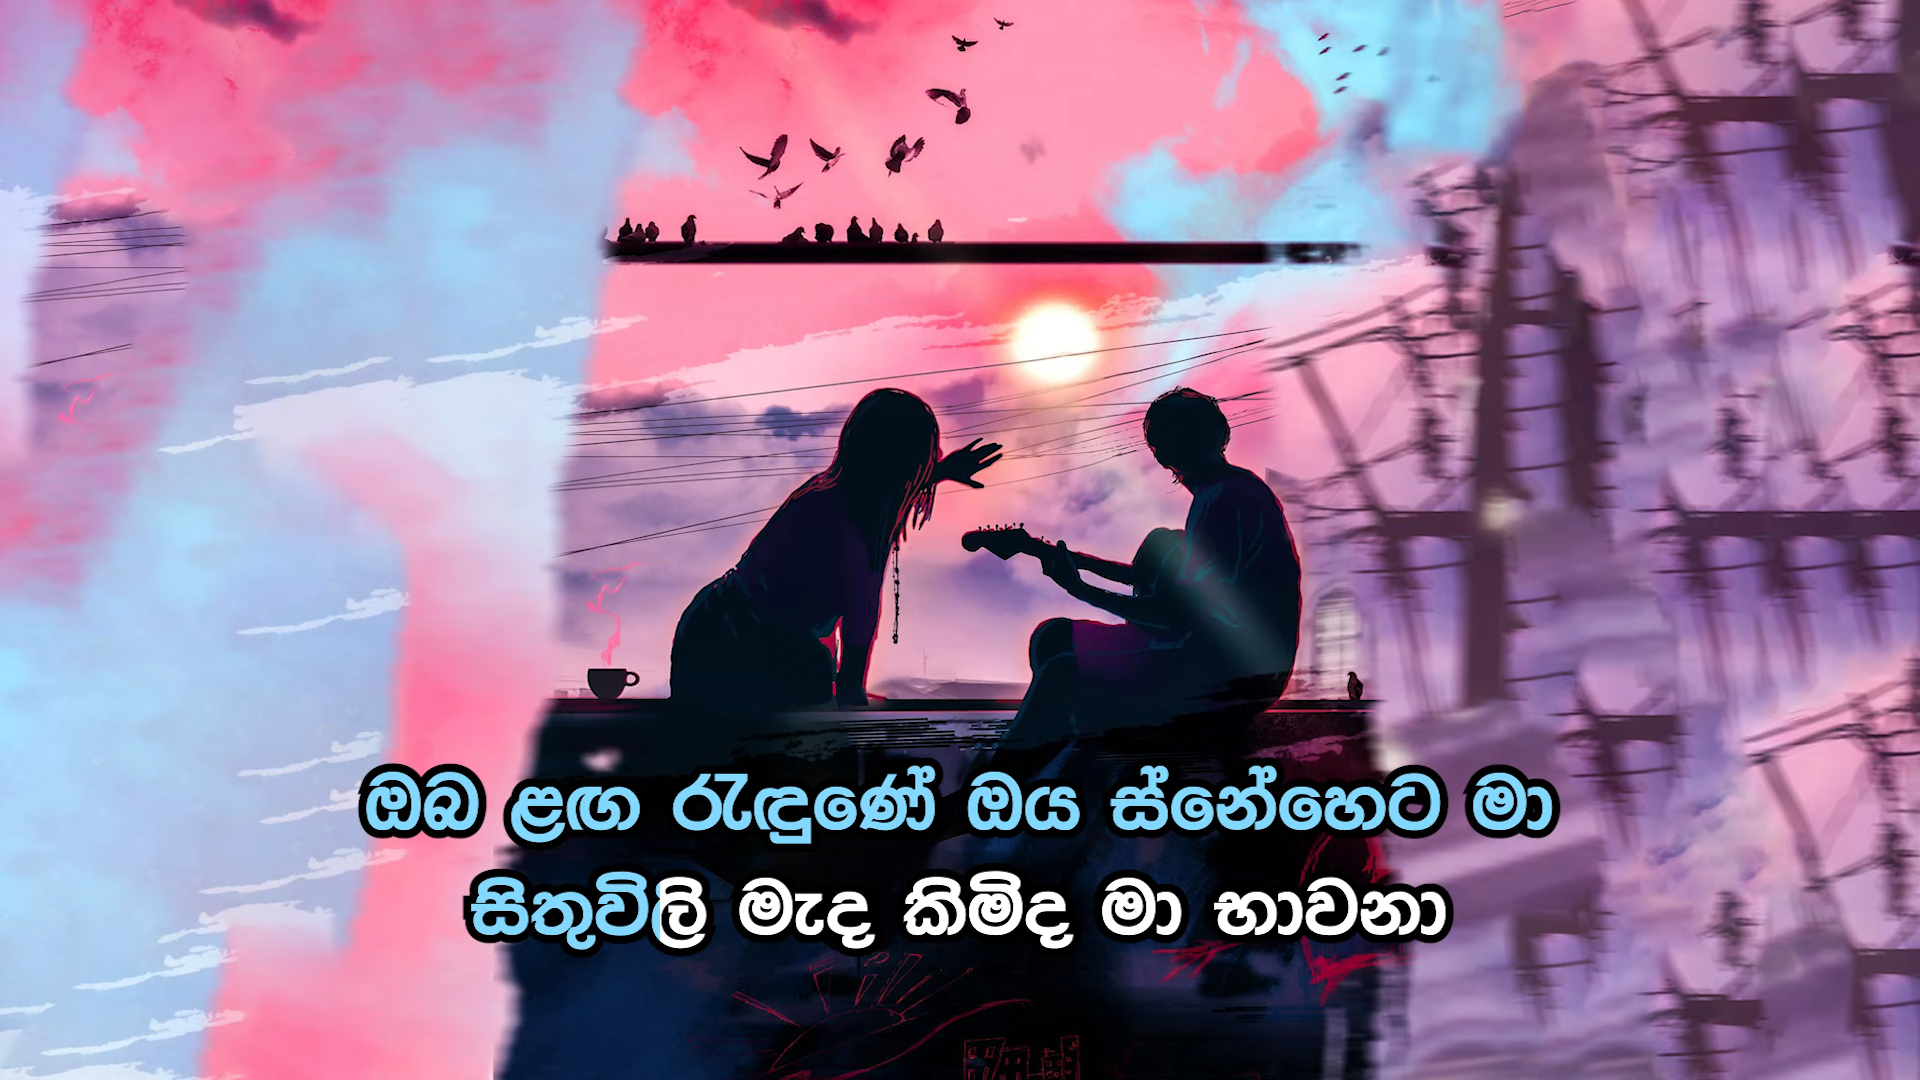 ඔබ ළඟ රැඳුණේ ඔය ස්නේහෙට මා
සිතුවිලි මැද කිමිද මා භාවනා